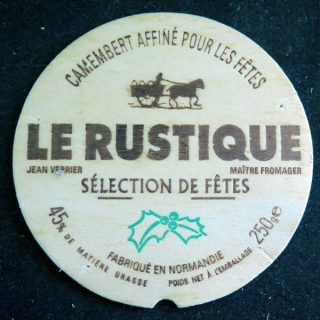 CAMEMBERT AFFINÉ POUR LES FÊTES
LE RUSTIQUE
JEAN VERRIER
MAÎTRE FROMAGER
SÉLECTION DE FÊTES
45% DE MATIÈRE GRASSE
FABRIQUÉ EN NORMANDIE
POIDS NET À L'EMBALLAGE 250g℮